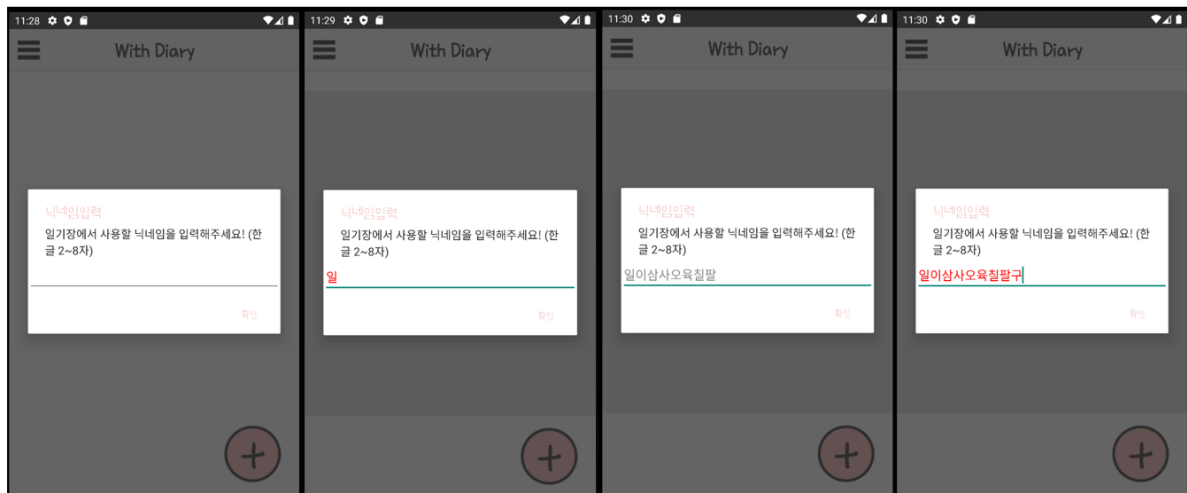 11:28
With Diary
닉네임입력
일기장에서 사용할 닉네임을 입력해주세요! (한
글 2~8자)
확인
11:29
With Diary
닉네임입력
일기장에서 사용할 닉네임을 입력해주세요! (한
글 2~8자)
일
확인
11:30
With Diary
닉네임입력
일기장에서 사용할 닉네임을 입력해주세요! (한
글 2~8자)
일이삼사오육칠팔
확인
11:30
With Diary
닉네임입력
일기장에서 사용할 닉네임을 입력해주세요! (한
글 2~8자)
일이삼사오육칠팔구
확인